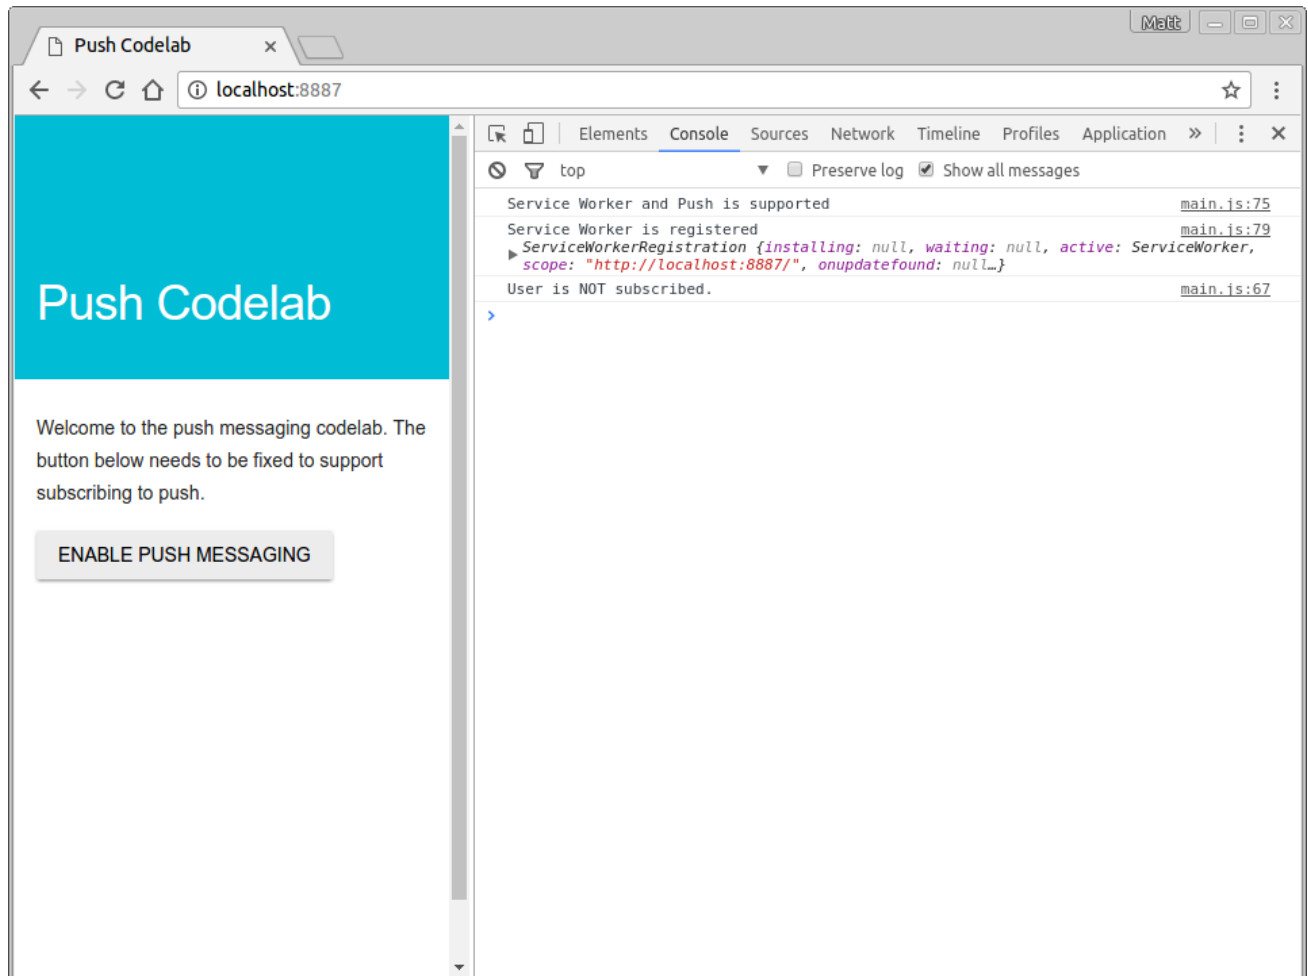 Matt
Push Codelab
localhost:8887
Elements Console Sources Network Timeline Profiles Application »
top Preserve log Show all messages
Service Worker and Push is supported main.js:75
Service Worker is registered main.js:79
ServiceWorkerRegistration {installing: null, waiting: null, active: ServiceWorker,
scope: "http://localhost:8887/", onupdatefound: null…}
User is NOT subscribed. main.js:67
Push Codelab
Welcome to the push messaging codelab. The
button below needs to be fixed to support
subscribing to push.
ENABLE PUSH MESSAGING